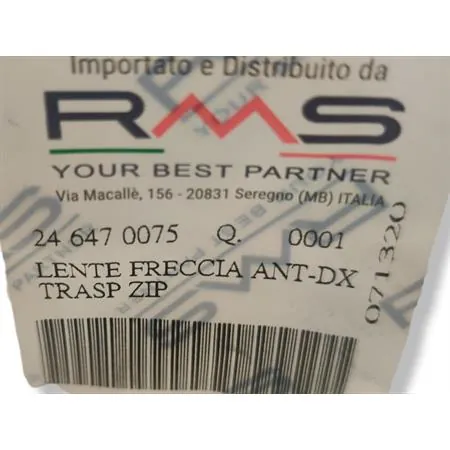 Importato e Distribuito da
RMS
YOUR BEST PARTNER
Via Macallè, 156 - 20831 Seregno (MB) ITALIA
24 647 0075 Q. 0001
LENTE FRECCIA ANT-DX
TRASP ZIP
071320